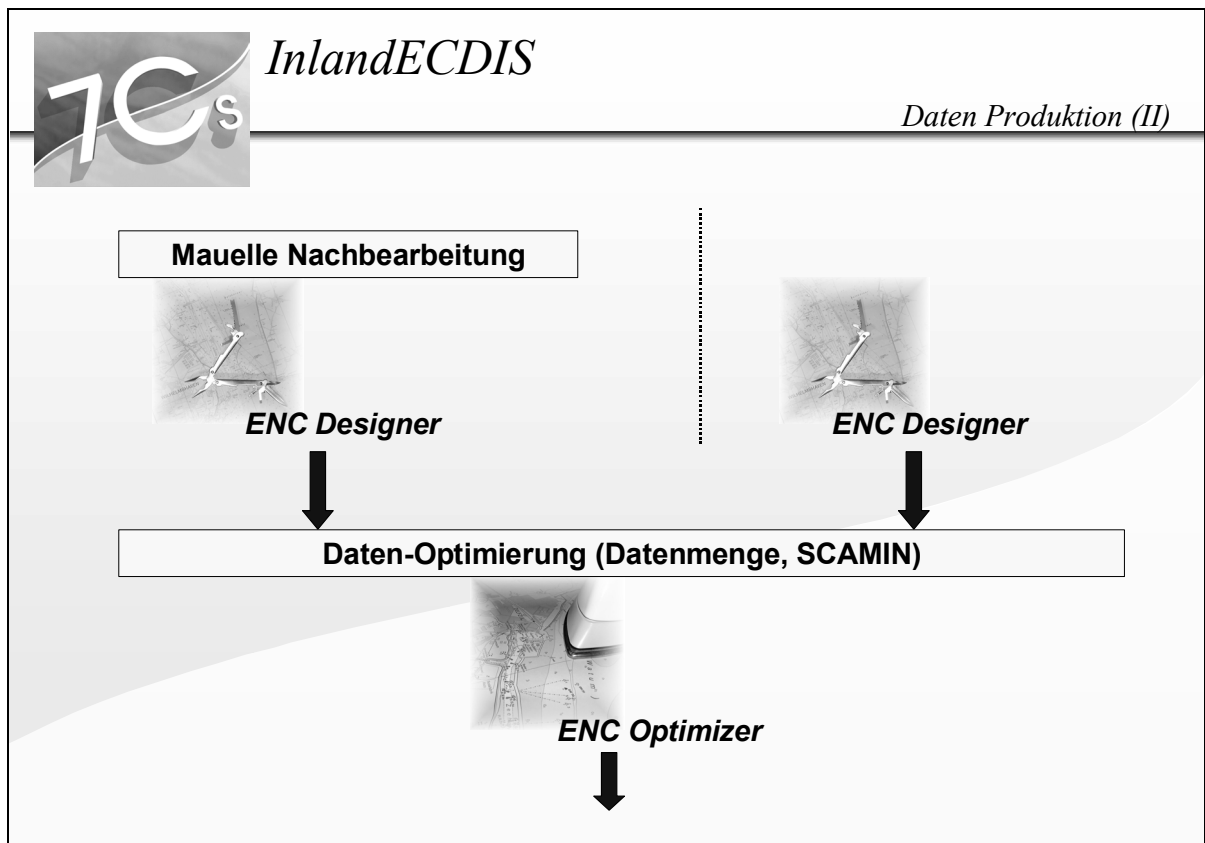 7Cs
InlandECDIS
Daten Produktion (II)
Mauelle Nachbearbeitung
ENC Designer
ENC Designer
Daten-Optimierung (Datenmenge, SCAMIN)
ENC Optimizer